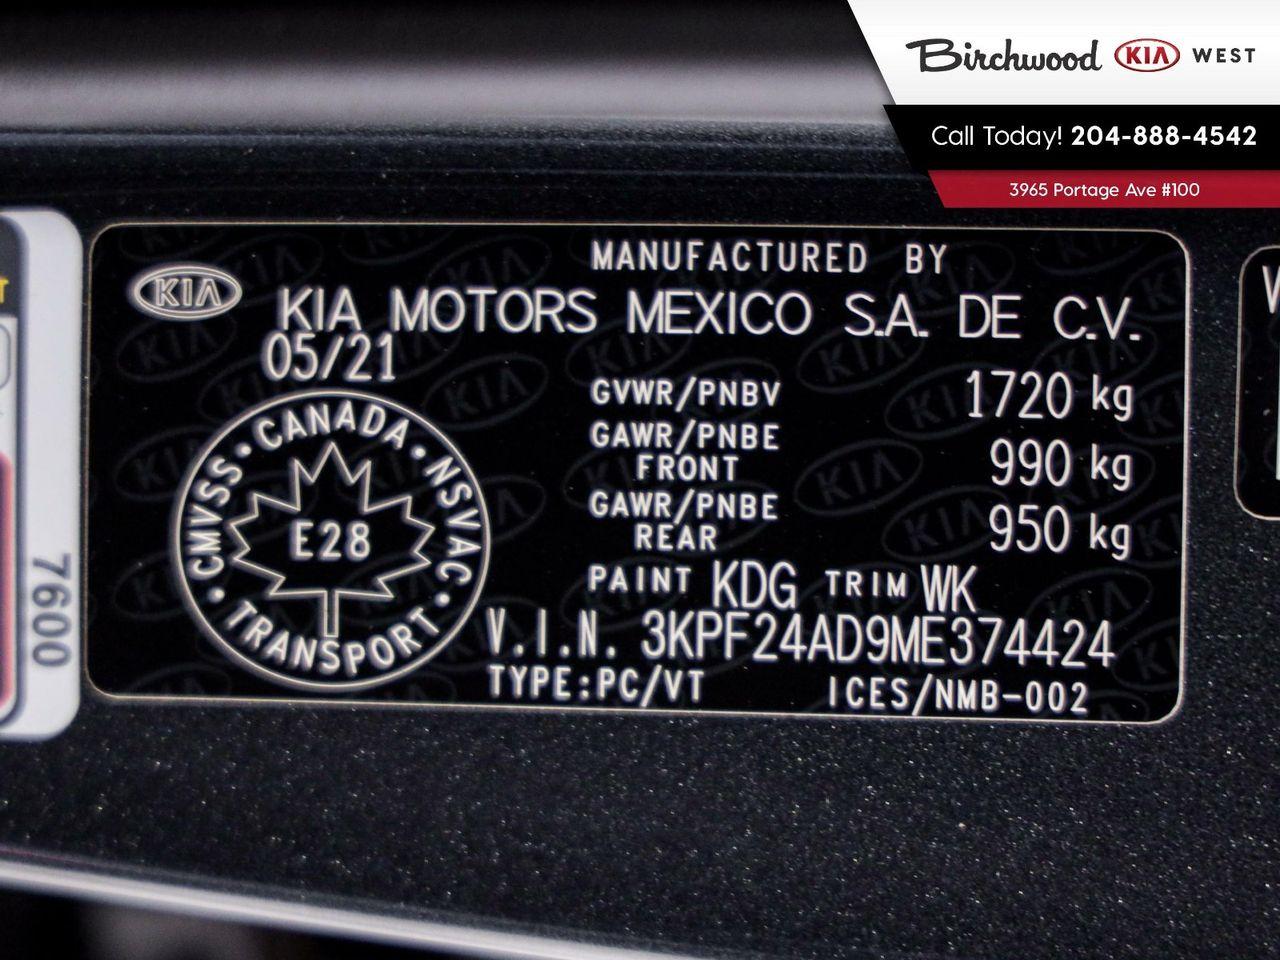 Birchwood KIA WEST
Call Today! 204-888-4542
3965 Portage Ave #100
MANUFACTURED BY
KIA
KIA MOTORS MEXICO S.A. DE C.V.
05/21
GVWR/PNBV 1720 kg
GAWR/PNBE FRONT 990 kg
GAWR/PNBE REAR 950 kg
CMVSS • CANADA • NSVAC • TRANSPORT •
E28
PAINT KDG TRIM WK
V.I.N. 3KPF24AD9ME374424
TYPE:PC/VT ICES/NMB-002
7600